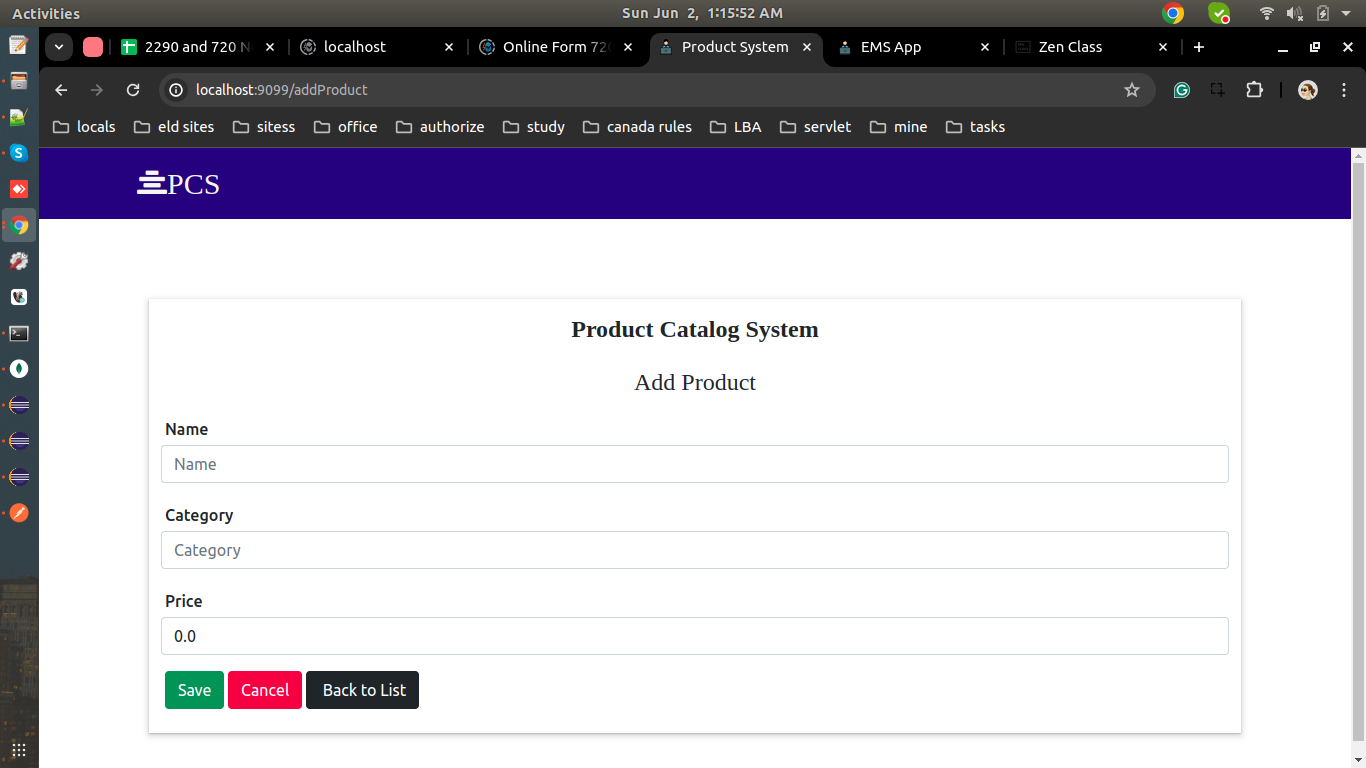 Activities
Sun Jun 2, 1:15:52 AM
2290 and 720 N
localhost
Online Form 720
Product System
EMS App
Zen Class
localhost:9099/addProduct
locals
eld sites
sitess
office
authorize
study
canada rules
LBA
servlet
mine
tasks
PCS
Product Catalog System
Add Product
Name
Name
Category
Category
Price
0.0
Save Cancel Back to List